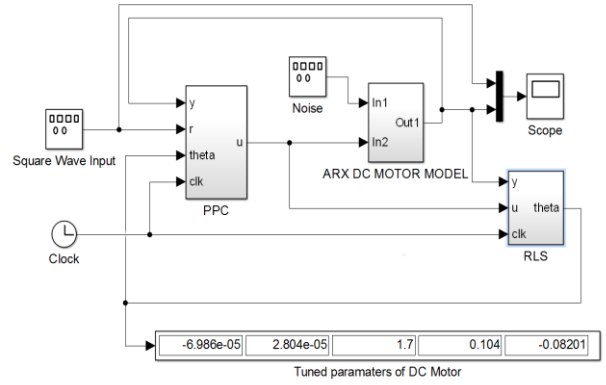 Noise
In1
In2
Out1
ARX DC MOTOR MODEL
Scope
Square Wave Input
y
r
theta
clk
u
PPC
y
u
clk
theta
RLS
Clock
-6.986e-05 2.804e-05 1.7 0.104 -0.08201
Tuned paramaters of DC Motor